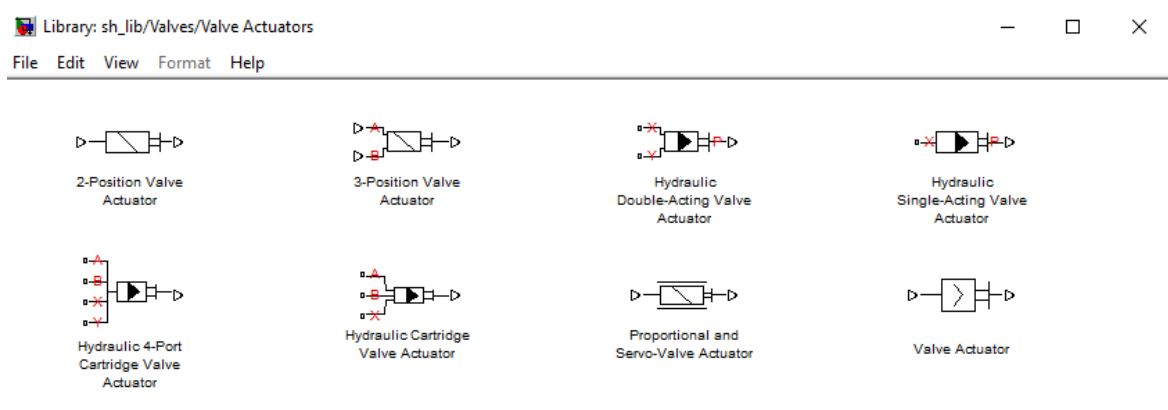 Library: sh_lib/Valves/Valve Actuators
File Edit View Format Help
2-Position Valve
Actuator
A
B
3-Position Valve
Actuator
X
Y
P
Hydraulic
Double-Acting Valve
Actuator
X
P
Hydraulic
Single-Acting Valve
Actuator
A
B
X
Y
Hydraulic 4-Port
Cartridge Valve
Actuator
A
B
X
Hydraulic Cartridge
Valve Actuator
Proportional and
Servo-Valve Actuator
Valve Actuator